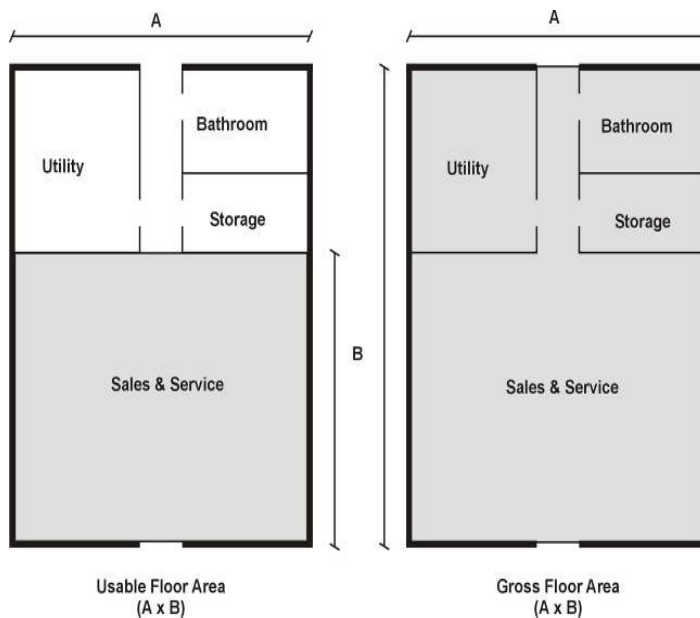 A
Utility
Bathroom
Storage
Sales & Service
B
Usable Floor Area
(A x B)
A
Utility
Bathroom
Storage
Sales & Service
Gross Floor Area
(A x B)